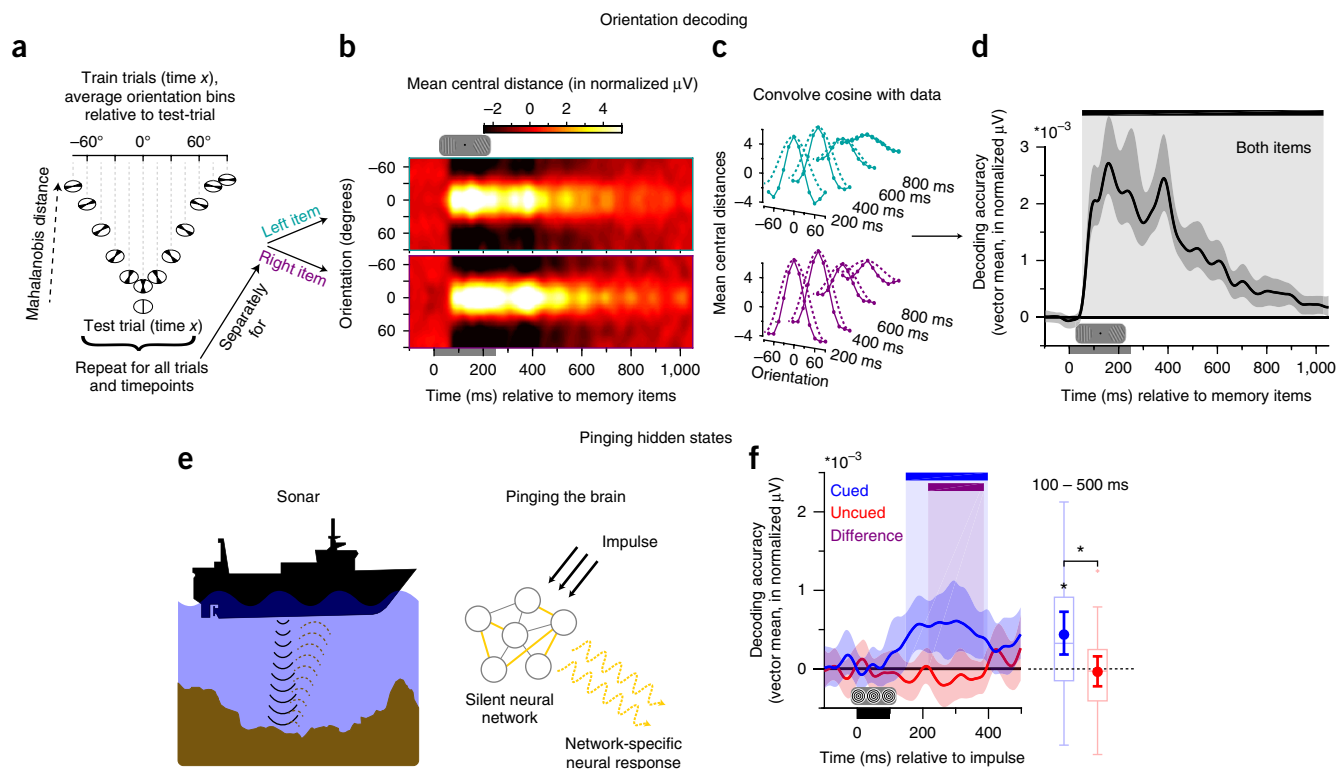 Orientation decoding
a
Train trials (time x),
average orientation bins
relative to test-trial
–60° 0° 60°
Mahalanobis distance
Test trial (time x)
Repeat for all trials
and timepoints
Separately
for
Left item
Right item
b
Mean central distance (in normalized µV)
–2 0 2 4
Orientation (degrees)
–60
0
60
–60
0
60
0 200 400 600 800 1,000
Time (ms) relative to memory items
c
Convolve cosine with data
Mean central distances
4
0
–4
–60 0 60
200 ms
400 ms
600 ms
800 ms
4
0
–4
–60 0 60
200 ms
400 ms
600 ms
800 ms
Orientation
d
Decoding accuracy
(vector mean, in normalized µV)
*10⁻³
Both items
3
2
1
0
0 200 400 600 800 1,000
Time (ms) relative to memory items
Pinging hidden states
e
Sonar
Pinging the brain
Impulse
Silent neural
network
Network-specific
neural response
f
Decoding accuracy
(vector mean, in normalized µV)
*10⁻³
Cued
Uncued
Difference
2
1
0
0 200 400
Time (ms) relative to impulse
100 – 500 ms
*
*